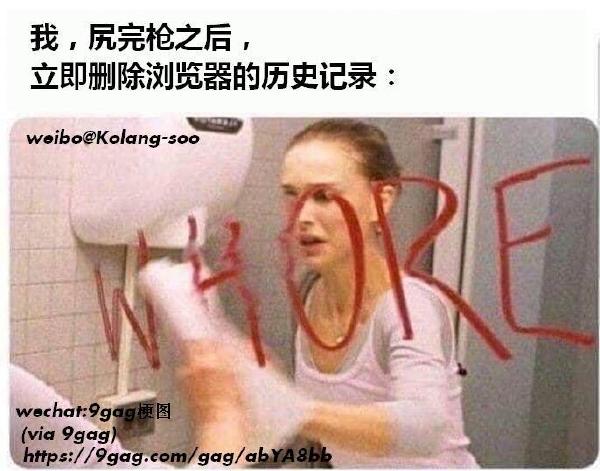 我，尻完枪之后，
立即删除浏览器的历史记录：
weibo@Kolang-soo
WHORE
wechat:9gag梗图
(via 9gag)
https://9gag.com/gag/abYA8bb